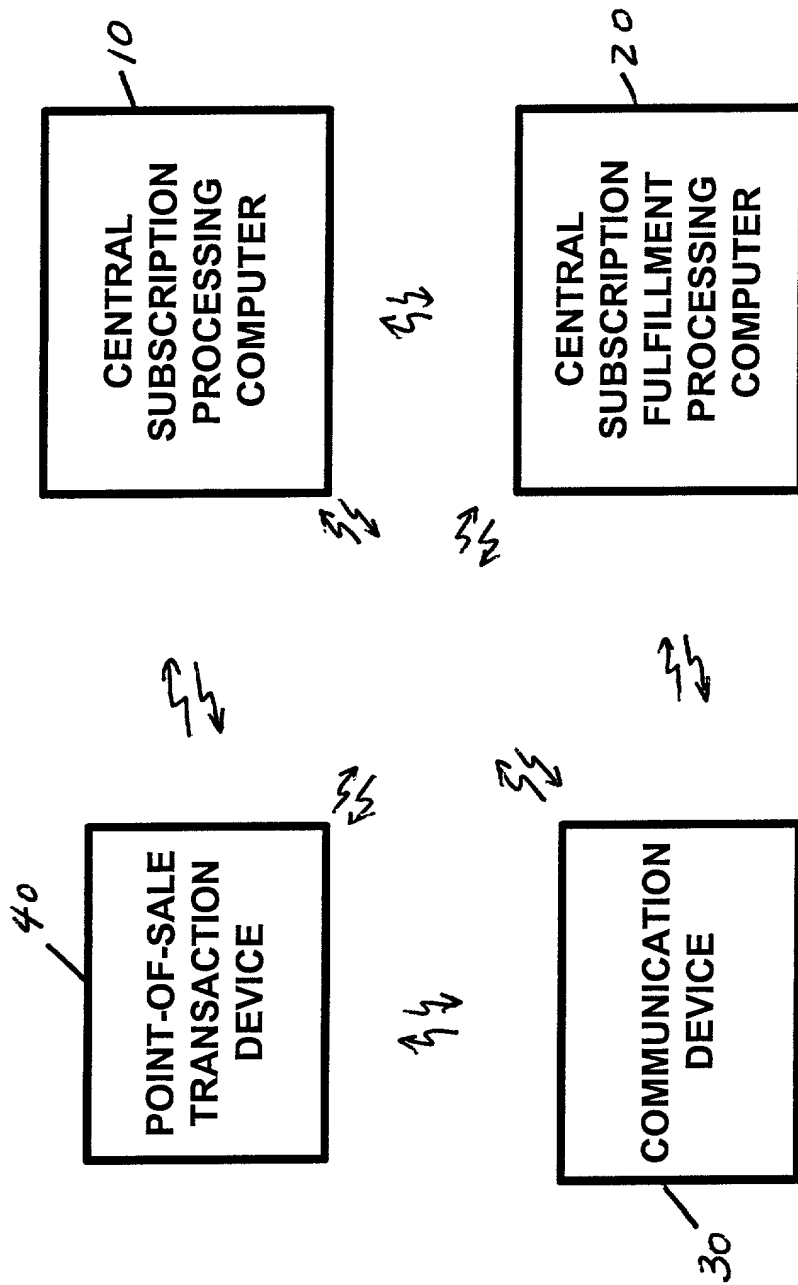 40
POINT-OF-SALE
TRANSACTION
DEVICE
10
CENTRAL
SUBSCRIPTION
PROCESSING
COMPUTER
30
COMMUNICATION
DEVICE
20
CENTRAL
SUBSCRIPTION
FULFILLMENT
PROCESSING
COMPUTER